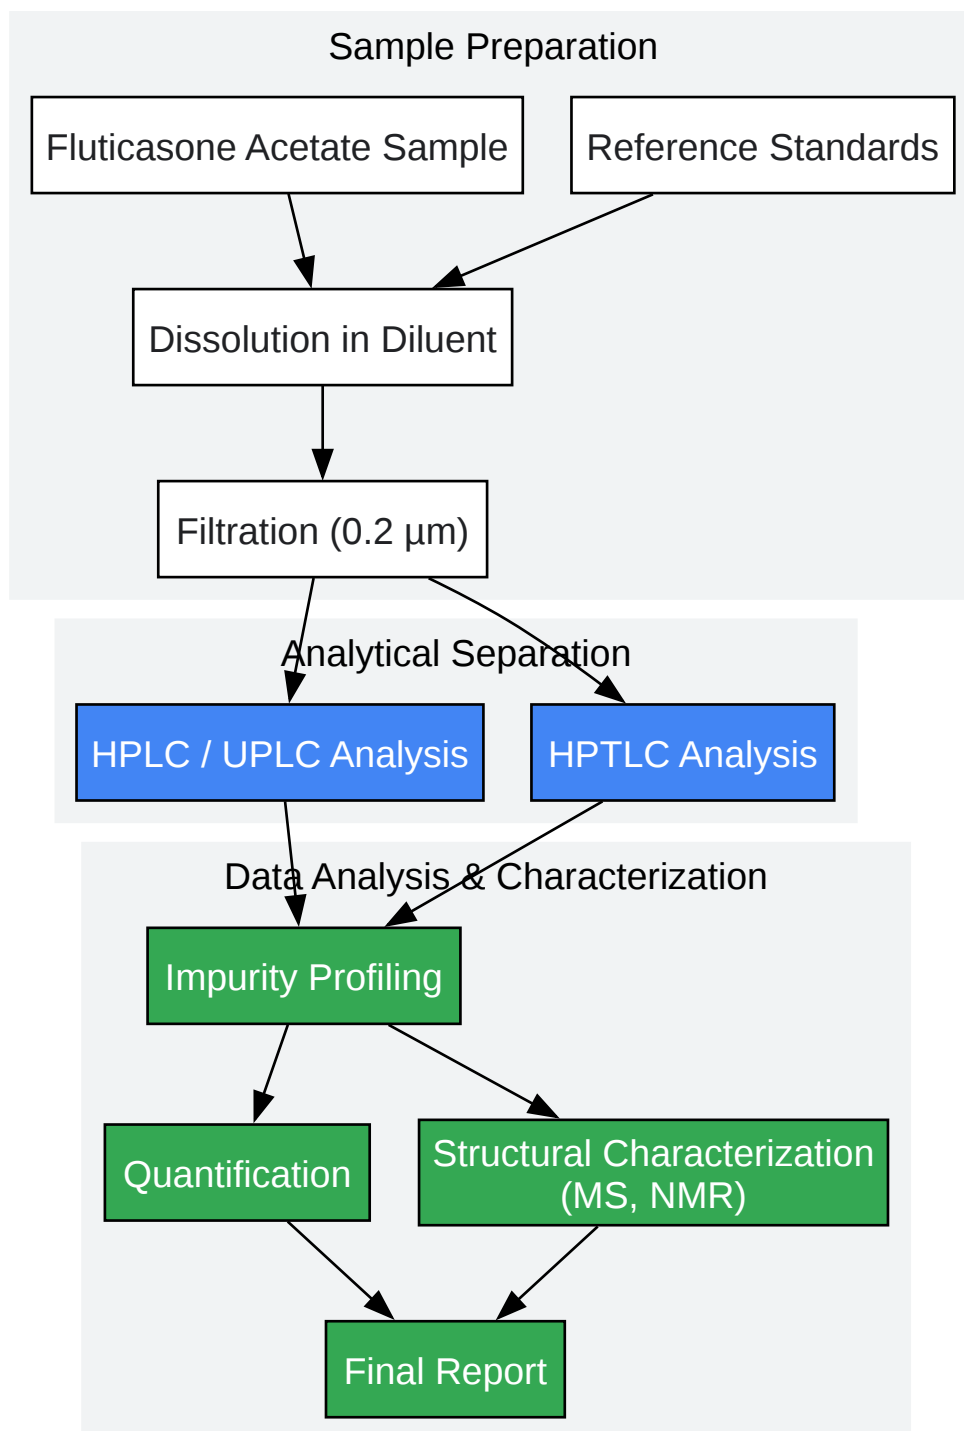 Sample Preparation
Fluticasone Acetate Sample
Reference Standards
Dissolution in Diluent
Filtration (0.2 µm)
Analytical Separation
HPLC / UPLC Analysis
HPTLC Analysis
Data Analysis & Characterization
Impurity Profiling
Quantification
Structural Characterization
(MS, NMR)
Final Report